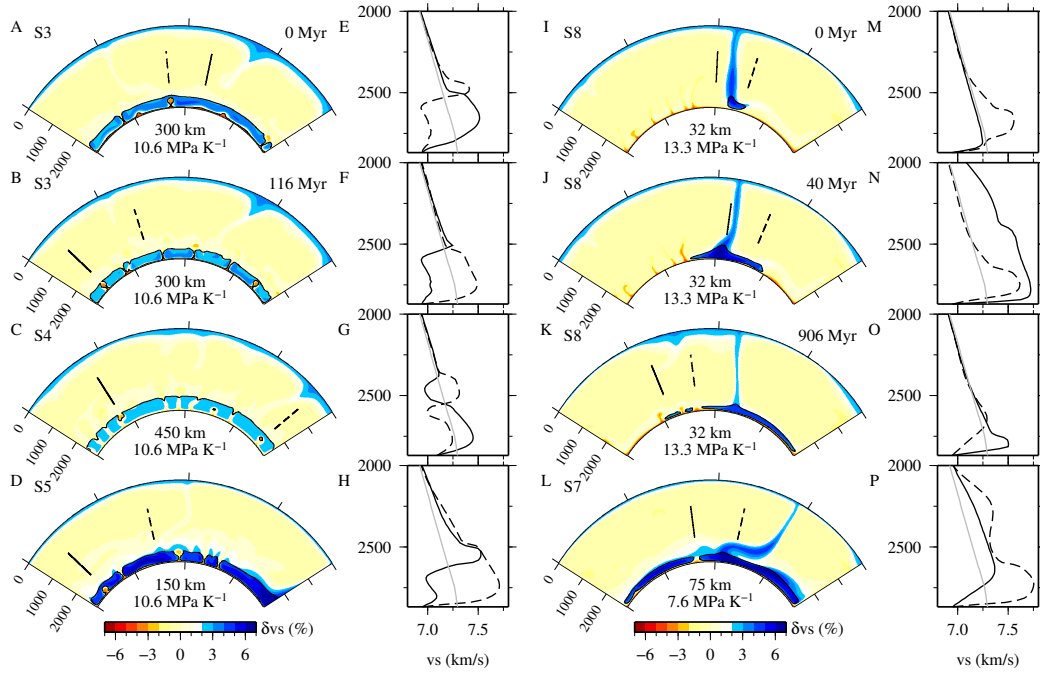 A S3 0 Myr
0 1000 2000
300 km
10.6 MPa K⁻¹
E
2000
2500
I S8 0 Myr
0 1000 2000
32 km
13.3 MPa K⁻¹
M
2000
2500
B S3 116 Myr
0 1000 2000
300 km
10.6 MPa K⁻¹
F
2000
2500
J S8 40 Myr
0 1000 2000
32 km
13.3 MPa K⁻¹
N
2000
2500
C S4
0 1000 2000
450 km
10.6 MPa K⁻¹
G
2000
2500
K S8 906 Myr
0 1000 2000
32 km
13.3 MPa K⁻¹
O
2000
2500
D S5
0 1000 2000
150 km
10.6 MPa K⁻¹
H
2000
2500
L S7
0 1000 2000
75 km
7.6 MPa K⁻¹
P
2000
2500
δvs (%)
−6 −3 0 3 6
7.0 7.5
vs (km/s)
δvs (%)
−6 −3 0 3 6
7.0 7.5
vs (km/s)